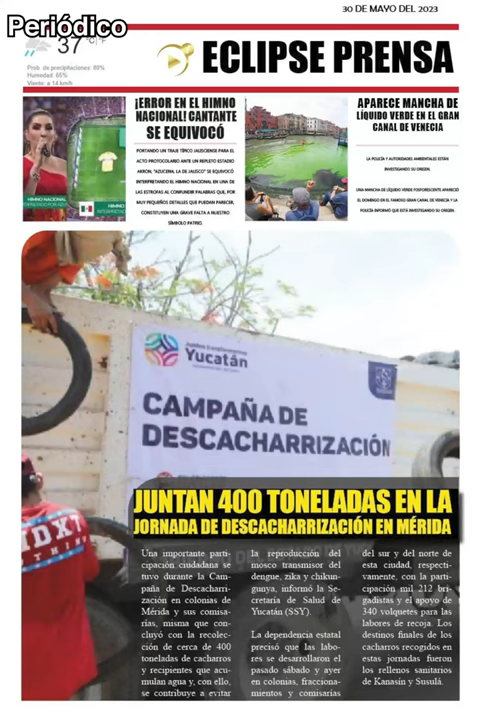 30 DE MAYO DEL 2023
Periódico
37 °C | °F
Prob. de precipitaciones: 80%
Humedad: 65%
Viento: a 14 km/h
ECLIPSE PRENSA
¡ERROR EN EL HIMNO
NACIONAL! CANTANTE
SE EQUIVOCÓ
PORTANDO UN TRAJE TÍPICO JALISCIENSE PARA EL
ACTO PROTOCOLARIO ANTE UN REPLETO ESTADIO
AKRON, "AZUCENA, LA DE JALISCO" SE EQUIVOCÓ
INTERPRETANDO EL HIMNO NACIONAL EN UNA DE
LAS ESTROFAS AL CONFUNDIR PALABRAS QUE, POR
MUY PEQUEÑOS DETALLES QUE PUEDAN PARECER,
CONSTITUYEN UNA GRAVE FALTA A NUESTRO
SÍMBOLO PATRIO.
HIMNO NACIONAL
HIMNO
APARECE MANCHA DE
LÍQUIDO VERDE EN EL GRAN
CANAL DE VENECIA
LA POLICÍA Y AUTORIDADES AMBIENTALES ESTÁN
INVESTIGANDO SU ORIGEN.
UNA MANCHA DE LÍQUIDO VERDE FOSFORESCENTE APARECIÓ
EL DOMINGO EN EL FAMOSO GRAN CANAL DE VENECIA Y LA
POLICÍA INFORMÓ QUE ESTÁ INVESTIGANDO SU ORIGEN.
Yucatán
CAMPAÑA DE
DESCACHARRIZACIÓN
JUNTAN 400 TONELADAS EN LA
JORNADA DE DESCACHARRIZACIÓN EN MÉRIDA
Una importante parti-
cipación ciudadana se
tuvo durante la Cam-
paña de Descacharri-
zación en colonias de
Mérida y sus comisa-
rías, misma que con-
cluyó con la recolec-
ción de cerca de 400
toneladas de cacharros
y recipientes que acu-
mulan agua y, con ello,
se contribuye a evitar
la reproducción del
mosco transmisor del
dengue, zika y chikun-
gunya, informó la Se-
cretaría de Salud de
Yucatán (SSY).
La dependencia estatal
precisó que las labo-
res se desarrollaron el
pasado sábado y ayer
en colonias, fracciona-
mientos y comisarías
del sur y del norte de
esta ciudad, respecti-
vamente, con la parti-
cipación mil 212 bri-
gadistas y el apoyo de
340 volquetes para las
labores de recoja. Los
destinos finales de los
cacharros recogidos en
estas jornadas fueron
los rellenos sanitarios
de Kanasín y Susulá.